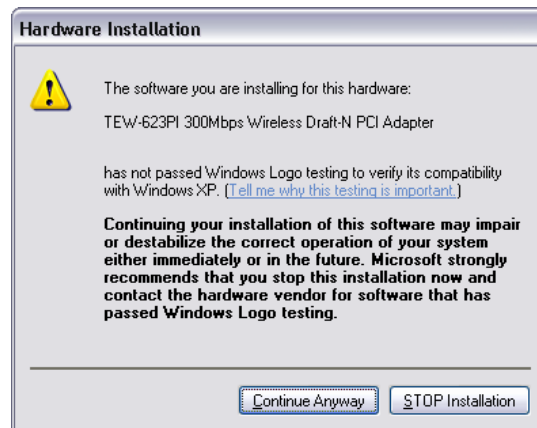 Hardware Installation
The software you are installing for this hardware:
TEW-623PI 300Mbps Wireless Draft-N PCI Adapter
has not passed Windows Logo testing to verify its compatibility
with Windows XP. (Tell me why this testing is important.)
Continuing your installation of this software may impair
or destabilize the correct operation of your system
either immediately or in the future. Microsoft strongly
recommends that you stop this installation now and
contact the hardware vendor for software that has
passed Windows Logo testing.
Continue Anyway STOP Installation